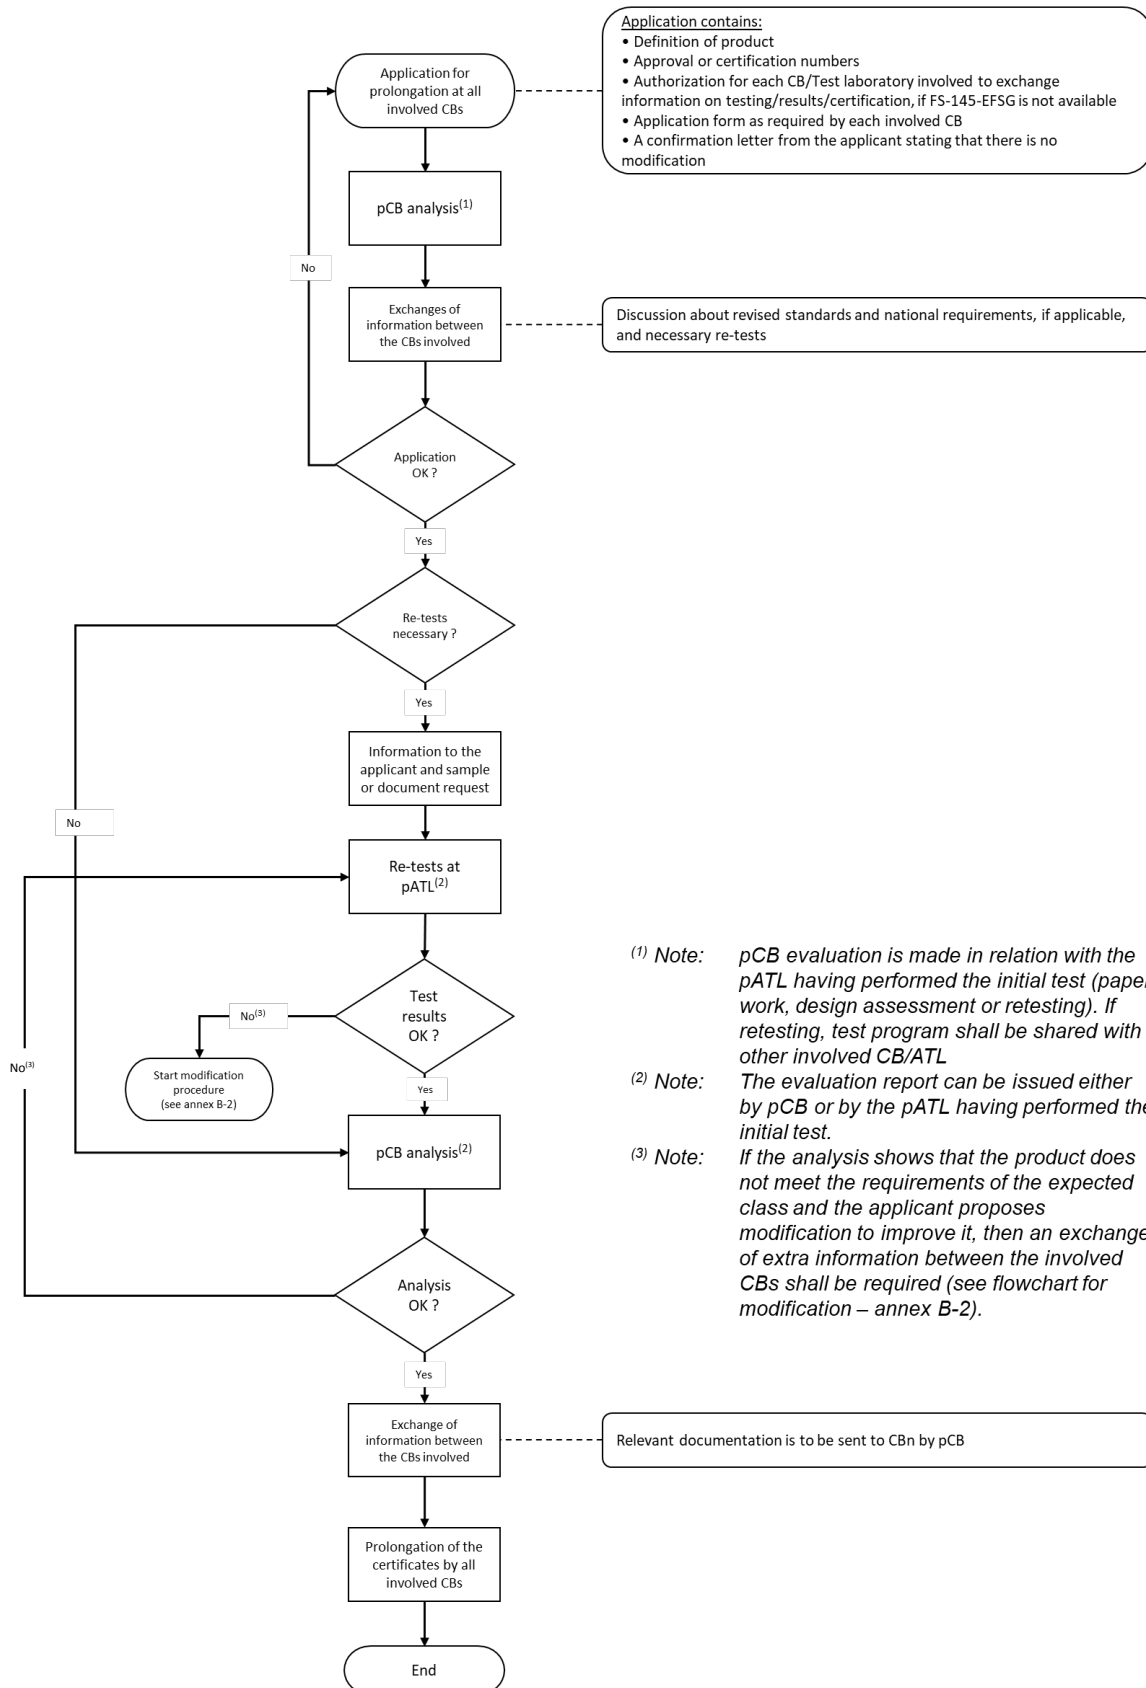 Application for
prolongation at all
involved CBs
Application contains:
• Definition of product
• Approval or certification numbers
• Authorization for each CB/Test laboratory involved to exchange
information on testing/results/certification, if FS-145-EFSG is not available
• Application form as required by each involved CB
• A confirmation letter from the applicant stating that there is no
modification
pCB analysis(1)
No
Exchanges of
information between
the CBs involved
Discussion about revised standards and national requirements, if applicable,
and necessary re-tests
Application
OK ?
Yes
Re-tests
necessary ?
Yes
Information to the
applicant and sample
or document request
No
Re-tests at
pATL(2)
Test
results
OK ?
No(3)
No(3)
Start modification
procedure
(see annex B-2)
Yes
pCB analysis(2)
Analysis
OK ?
Yes
(1) Note: pCB evaluation is made in relation with the
pATL having performed the initial test (paper
work, design assessment or retesting). If
retesting, test program shall be shared with
other involved CB/ATL
(2) Note: The evaluation report can be issued either
by pCB or by the pATL having performed the
initial test.
(3) Note: If the analysis shows that the product does
not meet the requirements of the expected
class and the applicant proposes
modification to improve it, then an exchange
of extra information between the involved
CBs shall be required (see flowchart for
modification – annex B-2).
Exchange of
information between
the CBs involved
Relevant documentation is to be sent to CBn by pCB
Prolongation of the
certificates by all
involved CBs
End